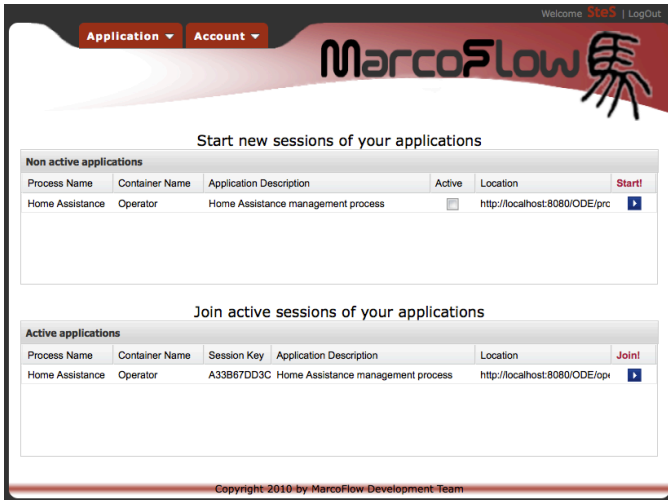 Welcome SteS | LogOut
Application Account
MarcoFlow
馬
Start new sessions of your applications
Non active applications
Process Name Container Name Application Description Active Location Start!
Home Assistance Operator Home Assistance management process http://localhost:8080/ODE/pro
Join active sessions of your applications
Active applications
Process Name Container Name Session Key Application Description Location Join!
Home Assistance Operator A33B67DD3C Home Assistance management process http://localhost:8080/ODE/ope
Copyright 2010 by MarcoFlow Development Team